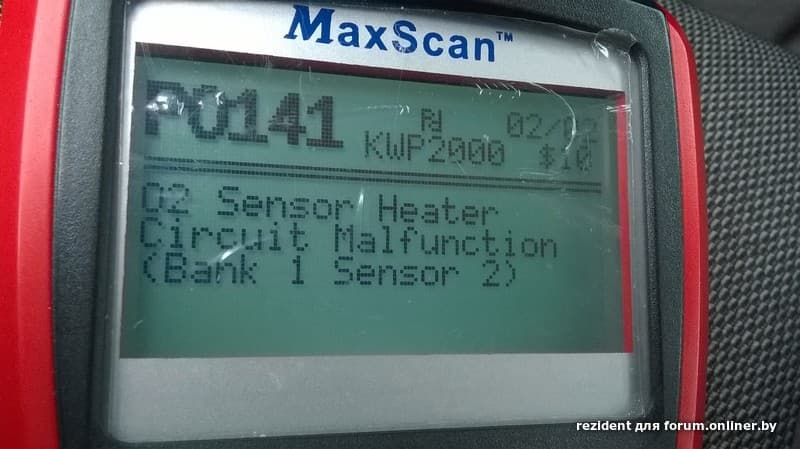 MaxScan™
P0141 02/02
KWP2000 $10
O2 Sensor Heater
Circuit Malfunction
(Bank 1 Sensor 2)
rezident для forum.onliner.by